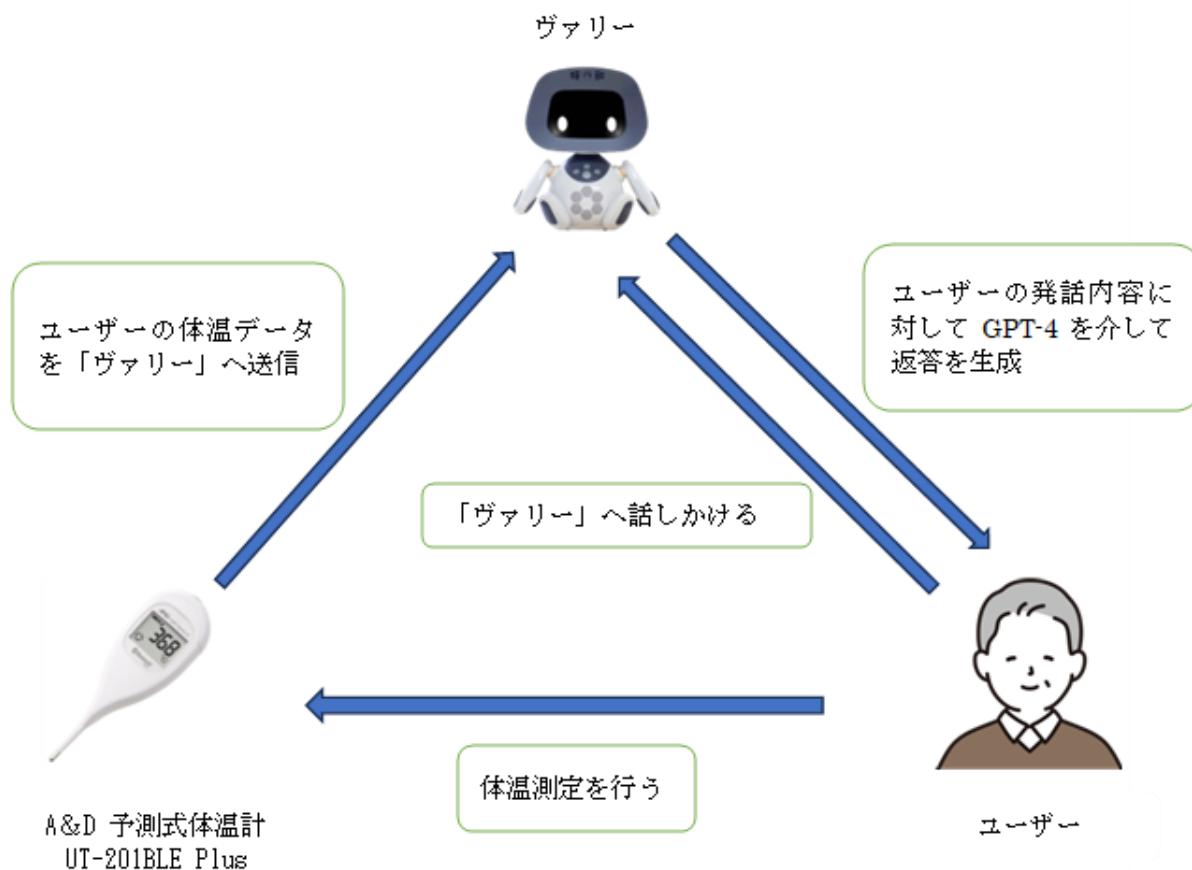 ヴァリー
ユーザーの体温データ
を「ヴァリー」へ送信
ユーザーの発話内容に
対して GPT-4 を介して
返答を生成
「ヴァリー」へ話しかける
36.8
体温測定を行う
A&D 予測式体温計
UT-201BLE Plus
ユーザー